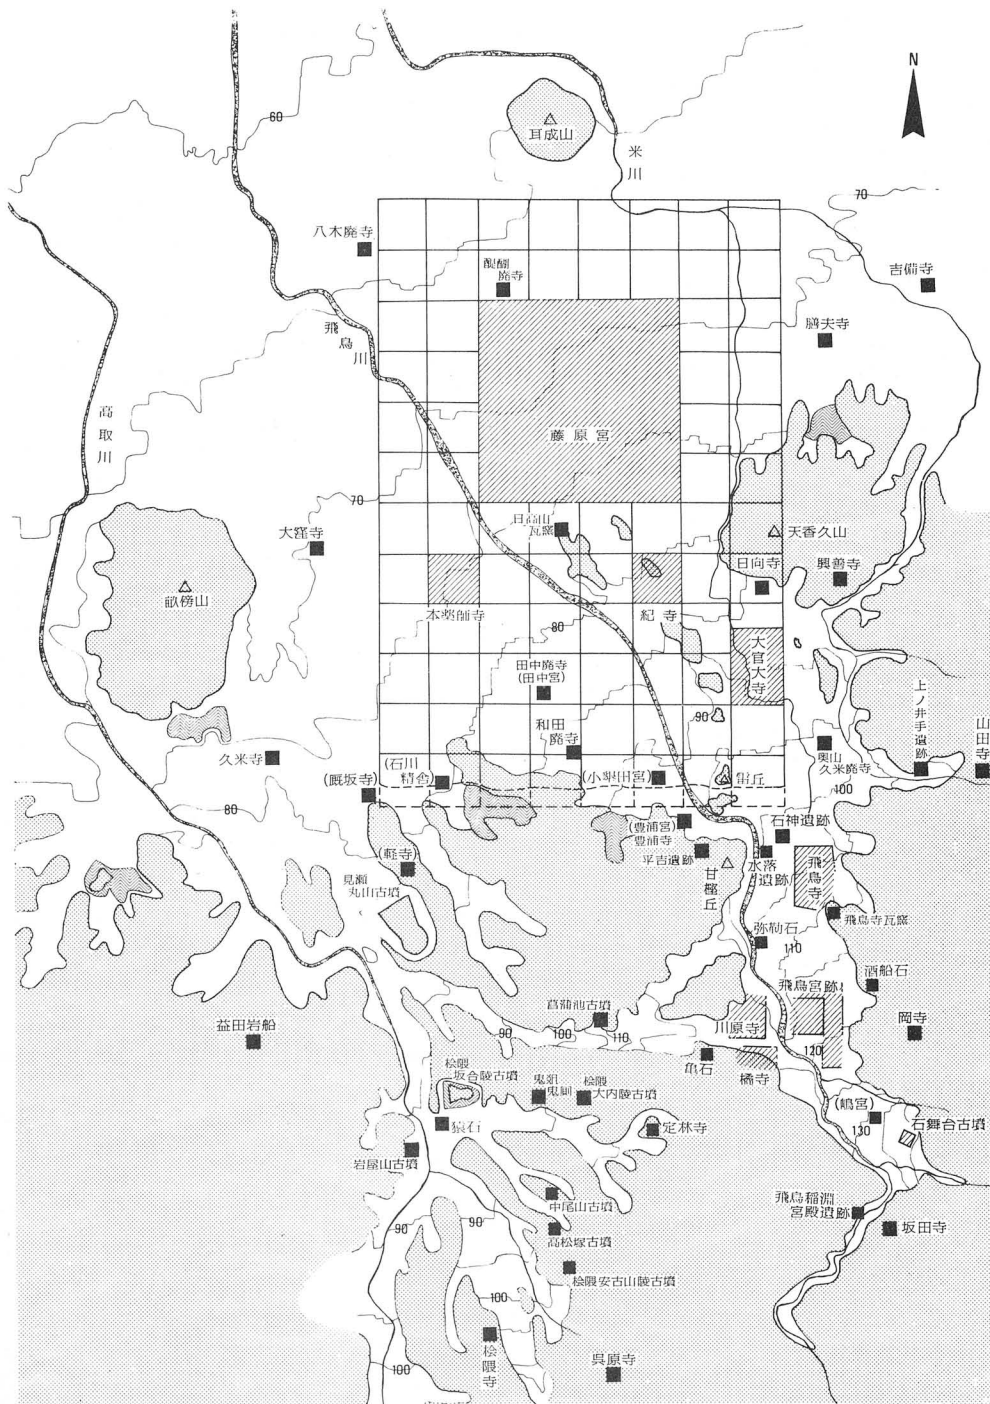 N
60
耳成山
米川
70
八木廃寺
醍醐
廃寺
吉備寺
膳夫寺
飛鳥川
高取川
藤原宮
70
大窪寺
日高山
瓦窯
天香久山
日向寺
興善寺
畝傍山
本薬師寺
80
紀寺
大官大寺
田中廃寺
(田中宮)
上ノ井手遺跡
山田寺
90
和田
廃寺
久米寺
(石川
精舎)
(厩坂寺)
(小墾田宮)
雷丘
奥山
久米廃寺
100
80
(豊浦宮)
豊浦寺
石神遺跡
平吉遺跡
甘樫丘
水落
遺跡
飛鳥寺
(軽寺)
見瀬
丸山古墳
飛鳥寺瓦窯
弥勒石
110
酒船石
飛鳥宮跡
岡寺
益田岩船
菖蒲池古墳
90
100
110
川原寺
亀石
橘寺
120
桧隈
坂合陵古墳
鬼俎
鬼厠
桧隈
大内陵古墳
(嶋宮)
130
石舞台古墳
猿石
定林寺
岩屋山古墳
中尾山古墳
飛鳥稲淵
宮殿遺跡
坂田寺
90
90
高松塚古墳
桧隈安古山陵古墳
100
桧隈寺
100
呉原寺